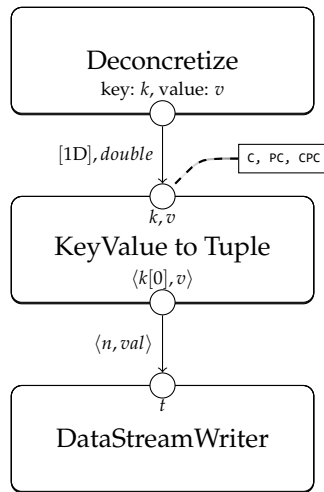 Deconcretize
key: k, value: v
[1D], double
C, PC, CPC
k, v
KeyValue to Tuple
⟨k[0], v⟩
⟨n, val⟩
t
DataStreamWriter